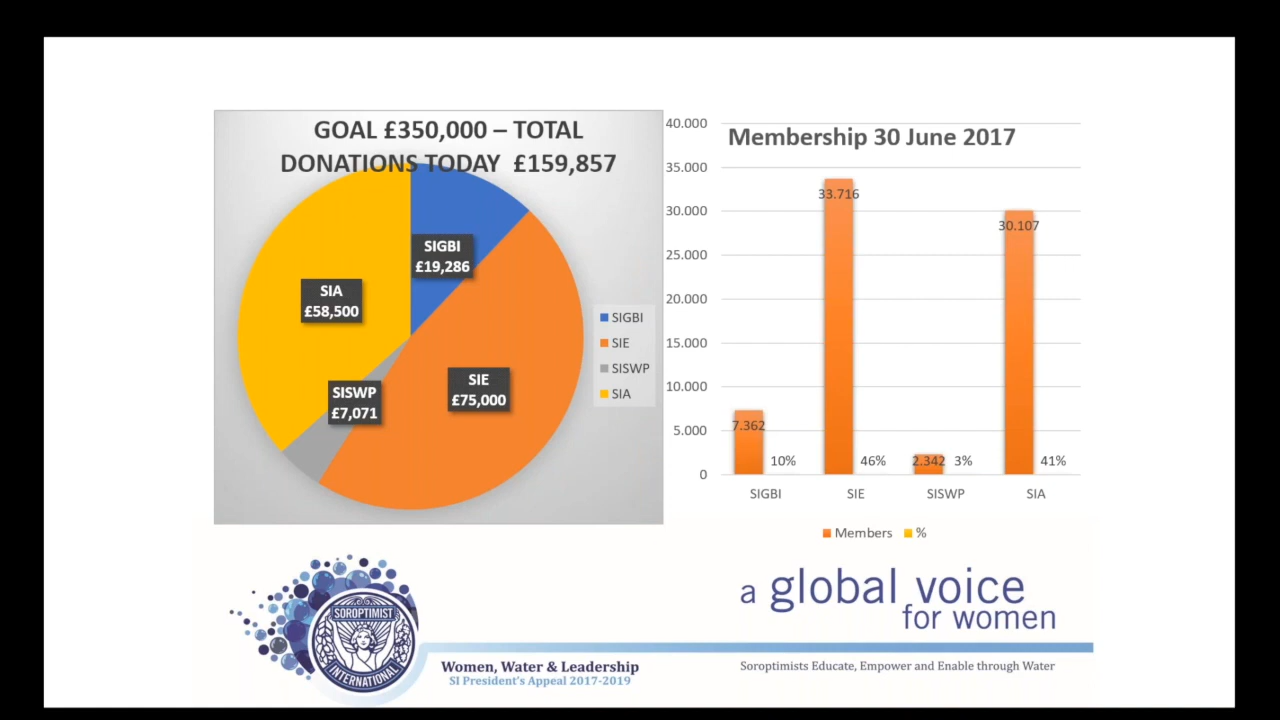 GOAL £350,000 – TOTAL
DONATIONS TODAY £159,857
SIGBI
£19,286
SIA
£58,500
SISWP
£7,071
SIE
£75,000
SIGBI
SIE
SISWP
SIA
Membership 30 June 2017
40.000
35.000
30.000
25.000
20.000
15.000
10.000
5.000
0
33.716
30.107
7.362
10%
46%
2.342
3%
41%
SIGBI
SIE
SISWP
SIA
Members
%
SOROPTIMIST
INTERNATIONAL
a global voice
for women
Women, Water & Leadership
SI President's Appeal 2017-2019
Soroptimists Educate, Empower and Enable through Water